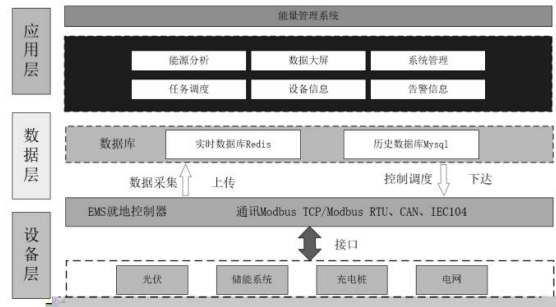 能量管理系统
应用层
能源分析 数据大屏 系统管理
任务调度 设备信息 告警信息
数据层
数据库 实时数据库Redis 历史数据库Mysql
数据采集 上传 控制调度 下达
EMS就地控制器 通讯Modbus TCP/Modbus RTU、CAN、IEC104
设备层
接口
光伏 储能系统 充电桩 电网